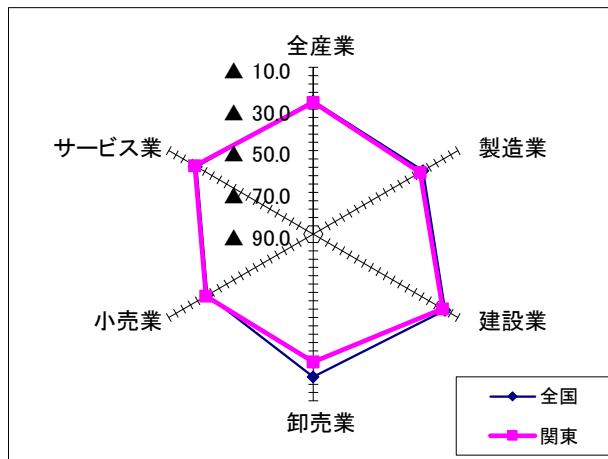 全産業
▲ 10.0
▲ 30.0
▲ 50.0
▲ 70.0
▲ 90.0
サービス業
製造業
小売業
建設業
卸売業
全国
関東